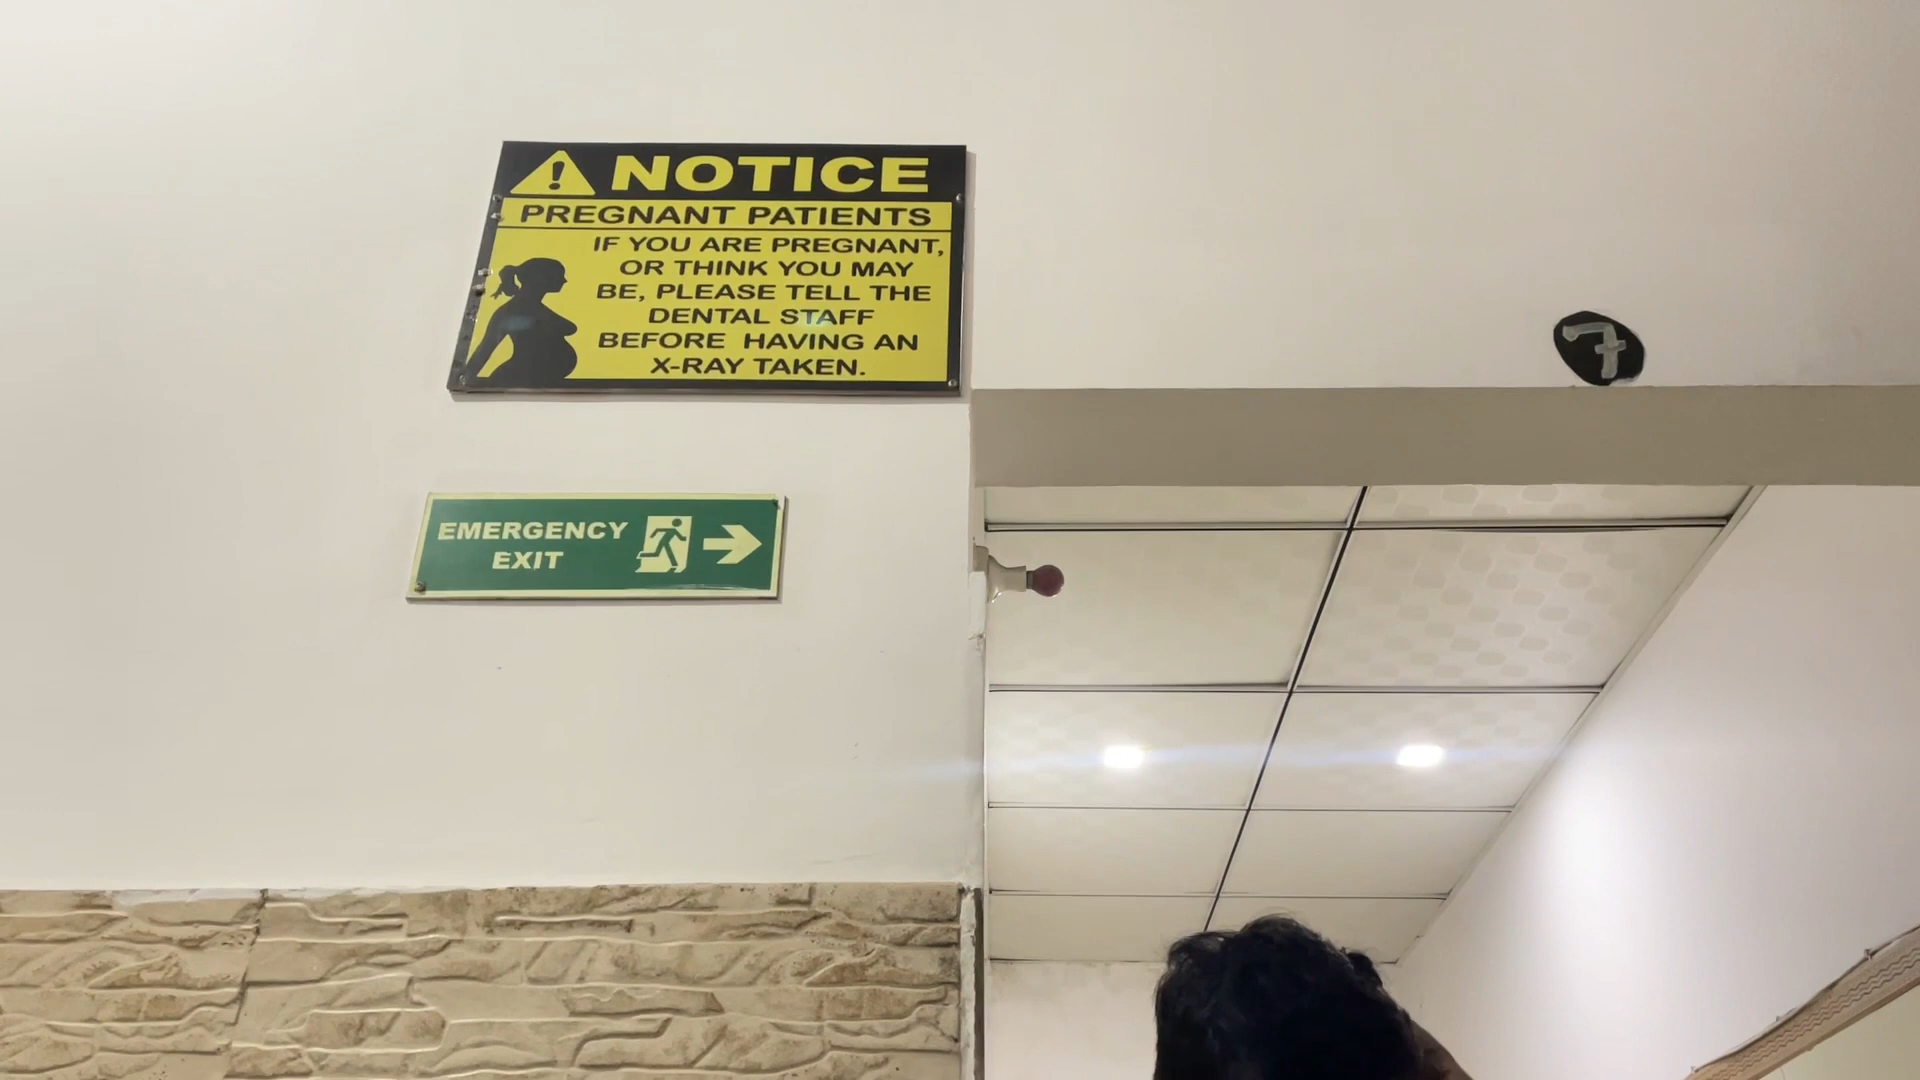 NOTICE
PREGNANT PATIENTS
IF YOU ARE PREGNANT,
OR THINK YOU MAY
BE, PLEASE TELL THE
DENTAL STAFF
BEFORE HAVING AN
X-RAY TAKEN.
7
EMERGENCY
EXIT